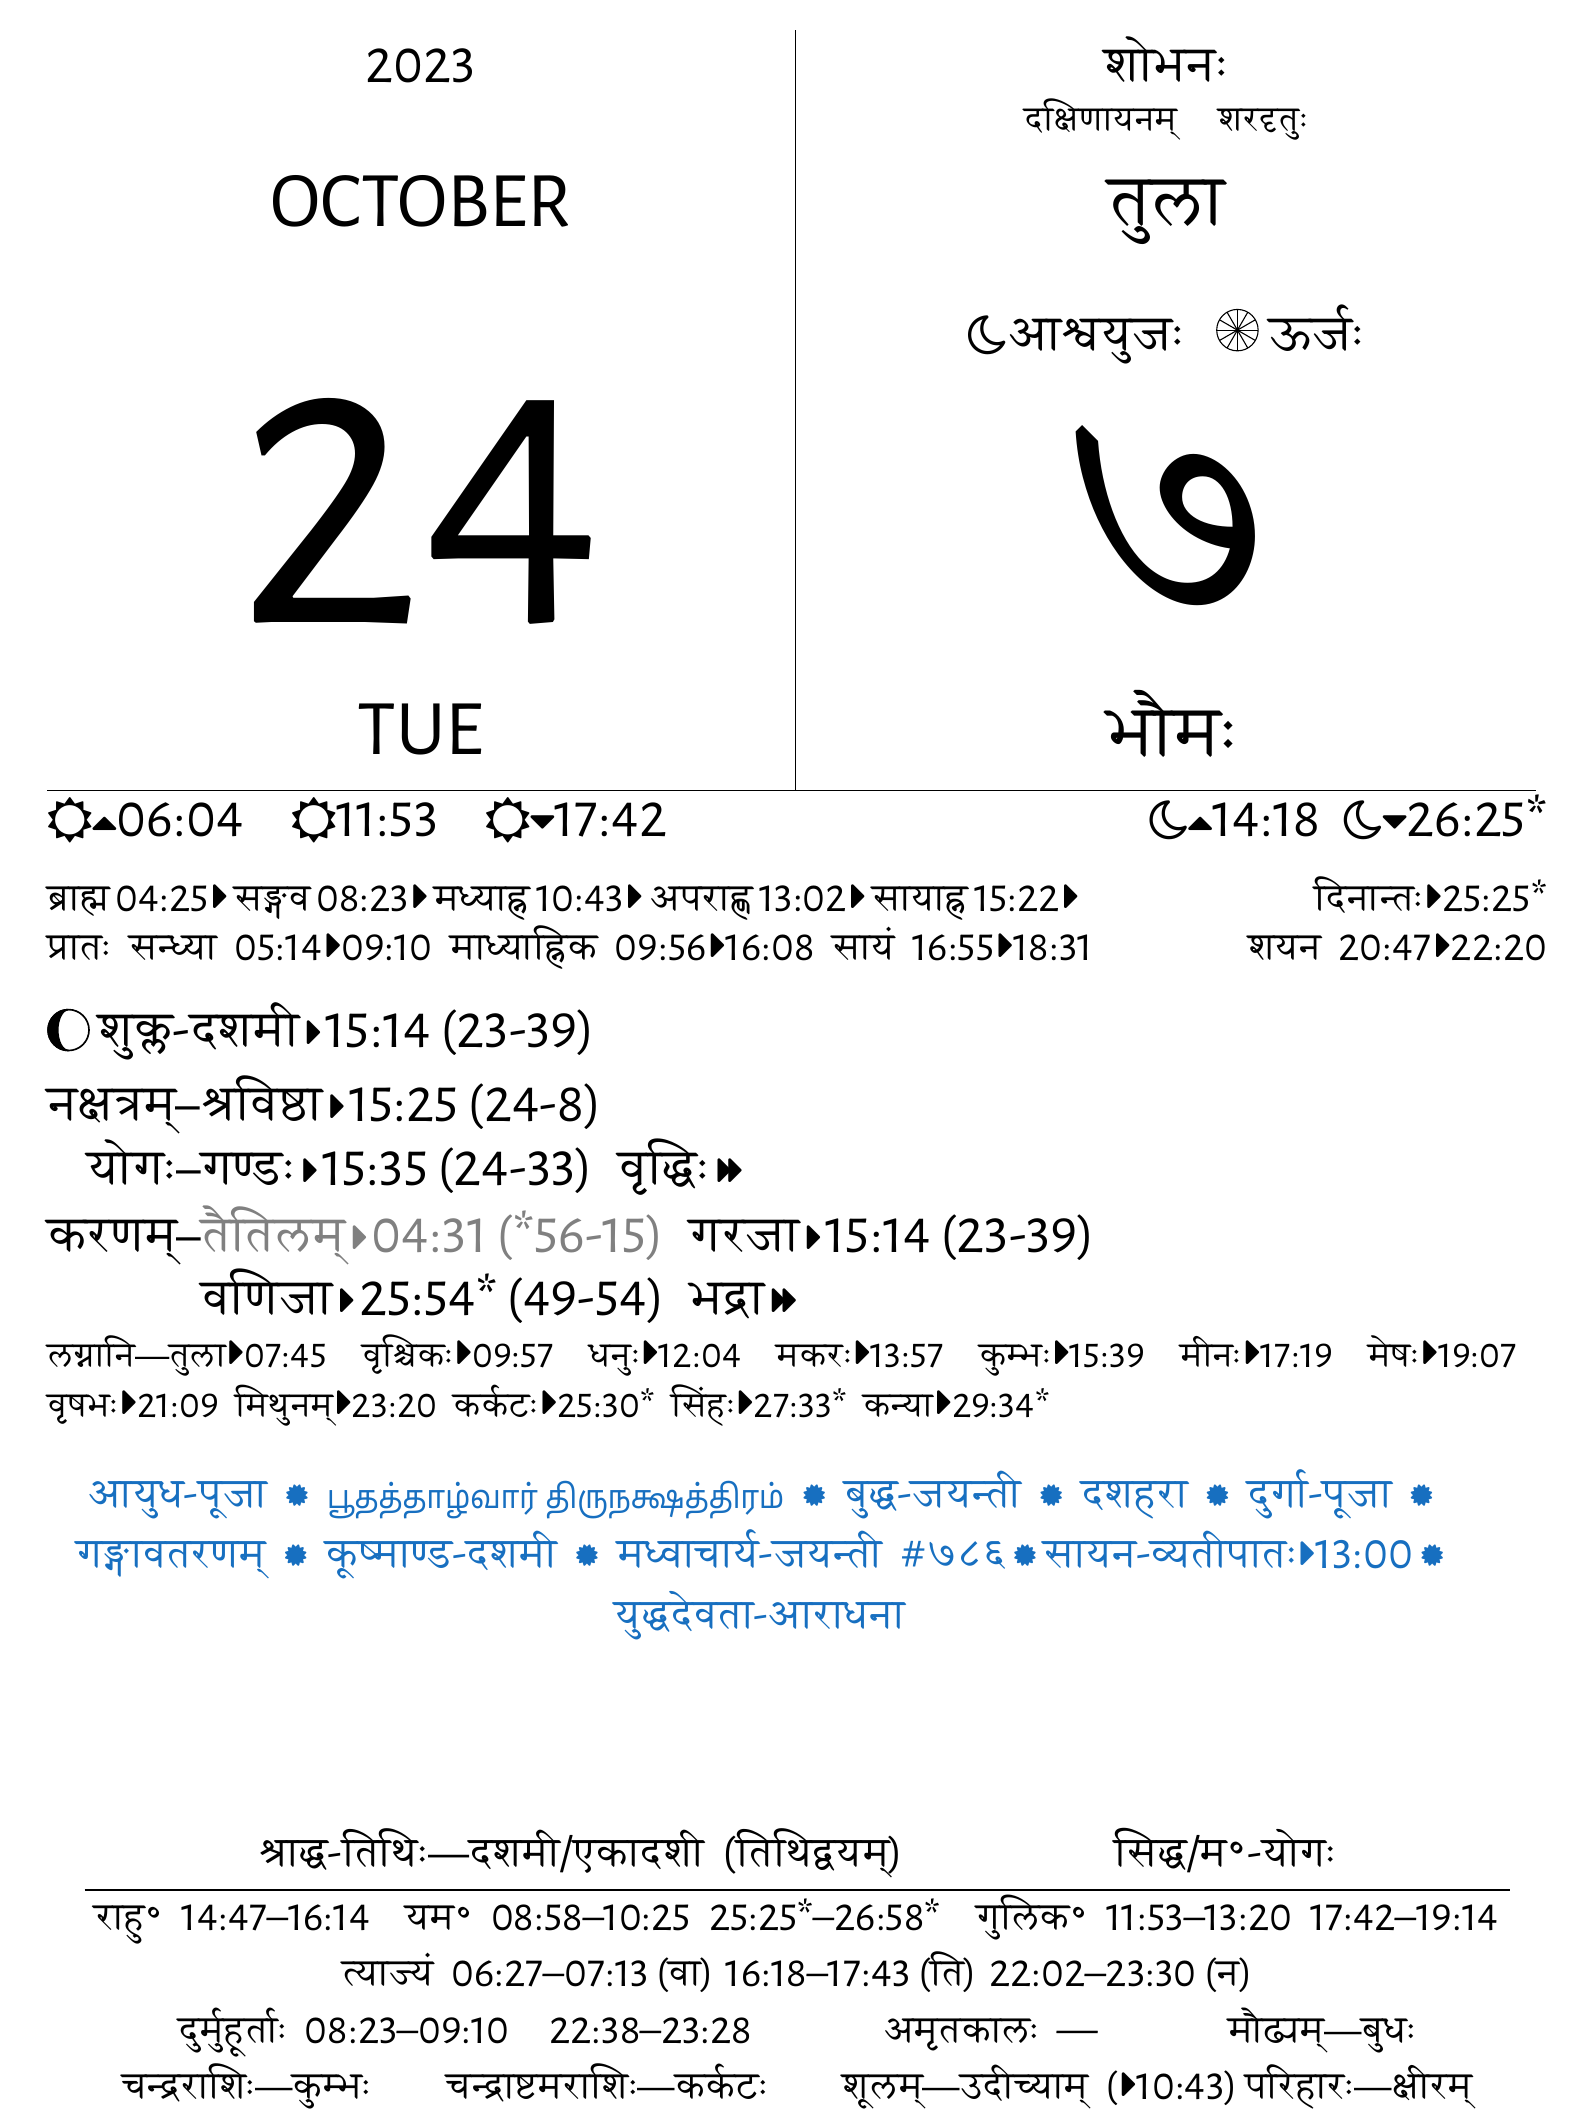 2023
OCTOBER
24
TUE
शोभनः
दक्षिणायनम् शरदृतुः
तुला
आश्वयुजः ऊर्जः
७
भौमः
06:04 11:53 17:42 14:18 26:25*
ब्राह्म 04:25 सङ्गव 08:23 मध्याह्न 10:43 अपराह्ण 13:02 सायाह्न 15:22 दिनान्तः 25:25*
प्रातः सन्ध्या 05:14 09:10 माध्याह्निक 09:56 16:08 सायं 16:55 18:31 शयन 20:47 22:20
शुक्ल-दशमी 15:14 (23-39)
नक्षत्रम्–श्रविष्ठा 15:25 (24-8)
योगः–गण्डः 15:35 (24-33) वृद्धिः
करणम्–तैतिलम् 04:31 (*56-15) गरजा 15:14 (23-39)
वणिजा 25:54* (49-54) भद्रा
लग्नानि—तुला 07:45 वृश्चिकः 09:57 धनुः 12:04 मकरः 13:57 कुम्भः 15:39 मीनः 17:19 मेषः 19:07
वृषभः 21:09 मिथुनम् 23:20 कर्कटः 25:30* सिंहः 27:33* कन्या 29:34*
आयुध-पूजा ✹ பூதத்தாழ்வார் திருநக்ஷத்திரம் ✹ बुद्ध-जयन्ती ✹ दशहरा ✹ दुर्गा-पूजा ✹
गङ्गावतरणम् ✹ कूष्माण्ड-दशमी ✹ मध्वाचार्य-जयन्ती #७८६ ✹ सायन-व्यतीपातः 13:00 ✹
युद्धदेवता-आराधना
श्राद्ध-तिथिः—दशमी/एकादशी (तिथिद्वयम्) सिद्ध/म॰-योगः
राहु॰ 14:47–16:14 यम॰ 08:58–10:25 25:25*–26:58* गुलिक॰ 11:53–13:20 17:42–19:14
त्याज्यं 06:27–07:13 (वा) 16:18–17:43 (ति) 22:02–23:30 (न)
दुर्मुहूर्ताः 08:23–09:10 22:38–23:28 अमृतकालः — मौढ्यम्—बुधः
चन्द्रराशिः—कुम्भः चन्द्राष्टमराशिः—कर्कटः शूलम्—उदीच्याम् (10:43) परिहारः—क्षीरम्